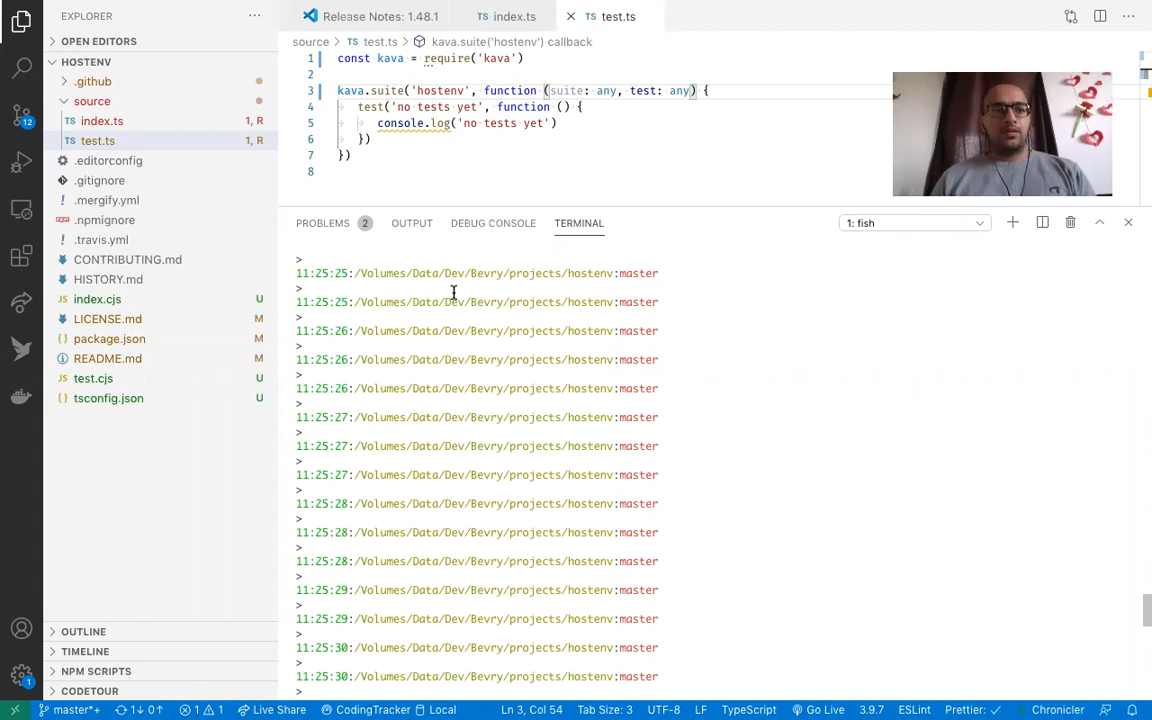 EXPLORER
OPEN EDITORS
HOSTENV
.github
source
index.ts 1, R
test.ts 1, R
.editorconfig
.gitignore
.mergify.yml
.npmignore
.travis.yml
CONTRIBUTING.md
HISTORY.md
index.cjs U
LICENSE.md M
package.json M
README.md M
test.cjs U
tsconfig.json U
OUTLINE
TIMELINE
NPM SCRIPTS
CODETOUR
12
1
Release Notes: 1.48.1
TS index.ts
TS test.ts
source > TS test.ts > kava.suite('hostenv') callback
1 const kava = require('kava')
2
3 kava.suite('hostenv', function (suite: any, test: any) {
4 test('no tests yet', function () {
5 console.log('no tests yet')
6 })
7 })
8
PROBLEMS 2 OUTPUT DEBUG CONSOLE TERMINAL 1: fish
>
11:25:25:/Volumes/Data/Dev/Bevry/projects/hostenv:master
>
11:25:25:/Volumes/Data/Dev/Bevry/projects/hostenv:master
>
11:25:26:/Volumes/Data/Dev/Bevry/projects/hostenv:master
>
11:25:26:/Volumes/Data/Dev/Bevry/projects/hostenv:master
>
11:25:26:/Volumes/Data/Dev/Bevry/projects/hostenv:master
>
11:25:27:/Volumes/Data/Dev/Bevry/projects/hostenv:master
>
11:25:27:/Volumes/Data/Dev/Bevry/projects/hostenv:master
>
11:25:27:/Volumes/Data/Dev/Bevry/projects/hostenv:master
>
11:25:28:/Volumes/Data/Dev/Bevry/projects/hostenv:master
>
11:25:28:/Volumes/Data/Dev/Bevry/projects/hostenv:master
>
11:25:28:/Volumes/Data/Dev/Bevry/projects/hostenv:master
>
11:25:29:/Volumes/Data/Dev/Bevry/projects/hostenv:master
>
11:25:29:/Volumes/Data/Dev/Bevry/projects/hostenv:master
>
11:25:30:/Volumes/Data/Dev/Bevry/projects/hostenv:master
>
11:25:30:/Volumes/Data/Dev/Bevry/projects/hostenv:master
>
master*+ 1↓ 0↑ 1 1 Live Share CodingTracker Local Ln 3, Col 54 Tab Size: 3 UTF-8 LF TypeScript Go Live 3.9.7 ESLint Prettier: ✓ Chronicler